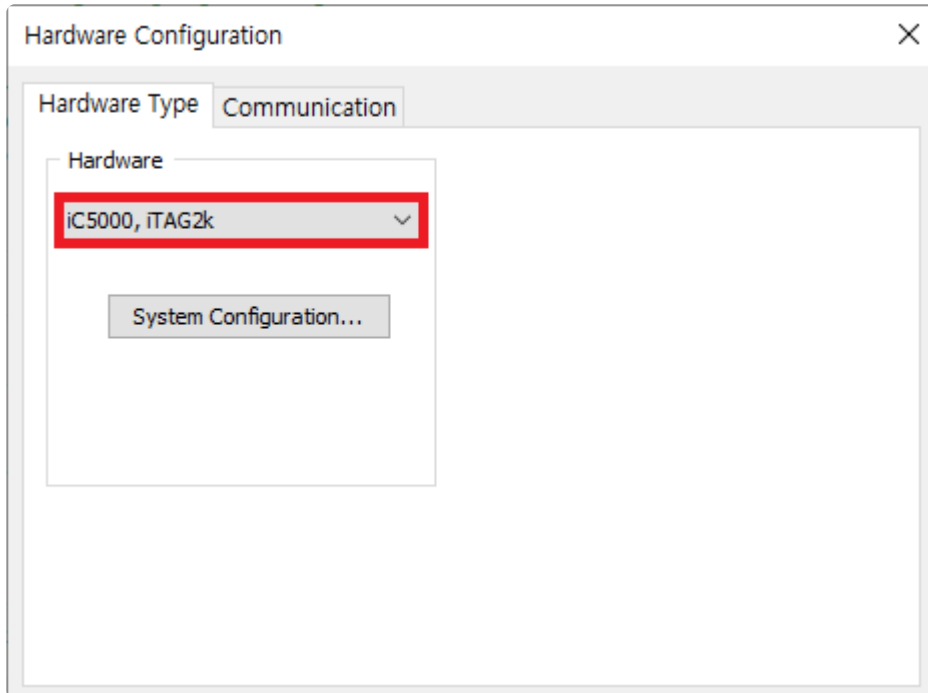 Hardware Configuration
Hardware Type
Communication
Hardware
iC5000, iTAG2k
System Configuration...